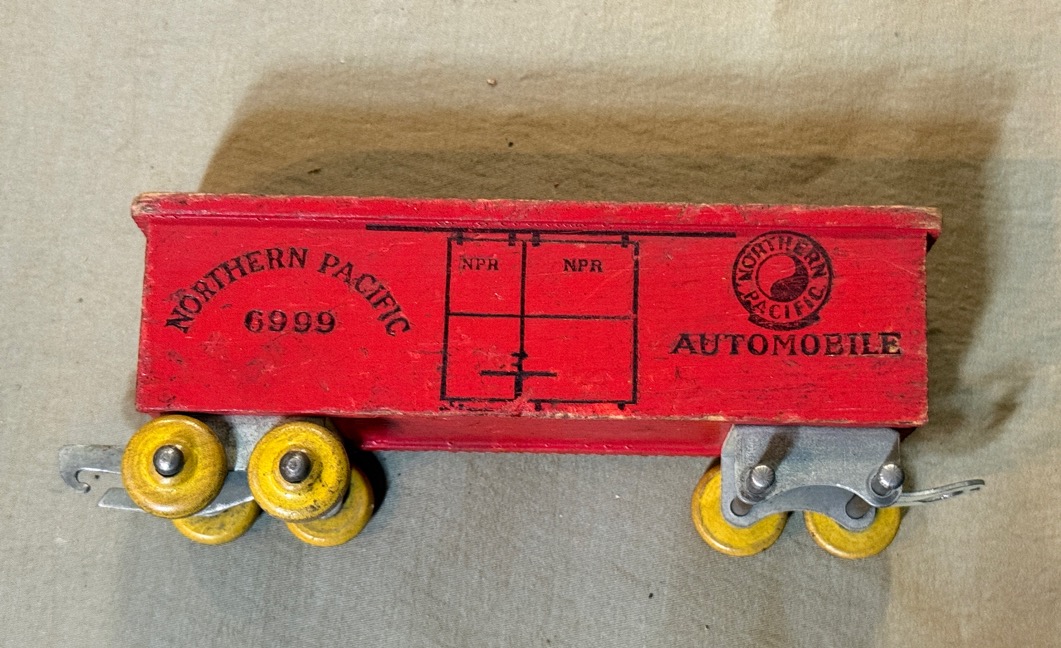 NORTHERN PACIFIC
6999
NPR NPR
NORTHERN
PACIFIC
AUTOMOBILE